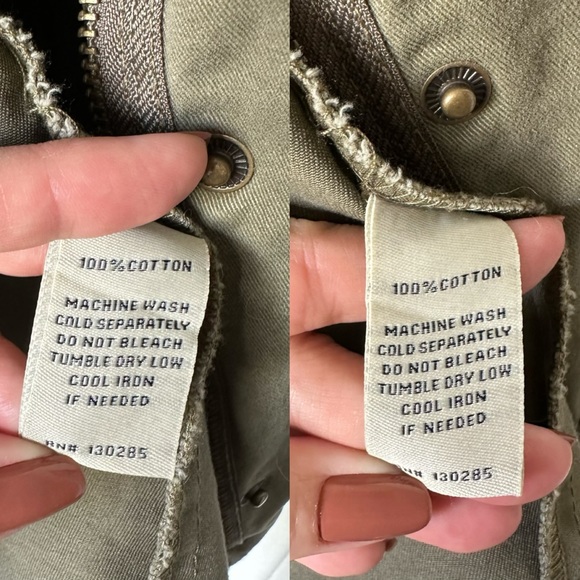 100%COTTON
MACHINE WASH
COLD SEPARATELY
DO NOT BLEACH
TUMBLE DRY LOW
COOL IRON
IF NEEDED
RN# 130285
100%COTTON
MACHINE WASH
COLD SEPARATELY
DO NOT BLEACH
TUMBLE DRY LOW
COOL IRON
IF NEEDED
RN# 130285